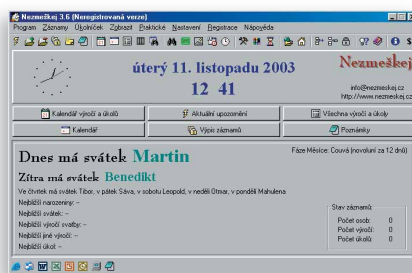 Nezmeškej 3.6 (Neregistrovaná verze)
Program Záznamy Úkolníček Zobrazit Praktické Nastavení Registrace Nápověda
úterý 11. listopadu 2003
12 41
Nezmeškej
info@nezmeskej.cz
http://www.nezmeskej.cz
Kalendář výročí a úkolů
Aktuální upozornění
Všechna výročí a úkoly
Kalendář
Výpis záznamů
Poznámky
Dnes má svátek Martin
Fáze Měsíce: Couvá (novoluní za 12 dnů)
Zítra má svátek Benedikt
Ve čtvrtek má svátek Tibor, v pátek Sáva, v sobotu Leopold, v neděli Otmar, v pondělí Mahulena
Nejbližší narozeniny: –
Nejbližší svátek: –
Nejbližší výročí svatby: –
Nejbližší jiné výročí: –
Nejbližší úkol: –
Stav záznamů:
Počet osob: 0
Počet výročí: 0
Počet úkolů: 0